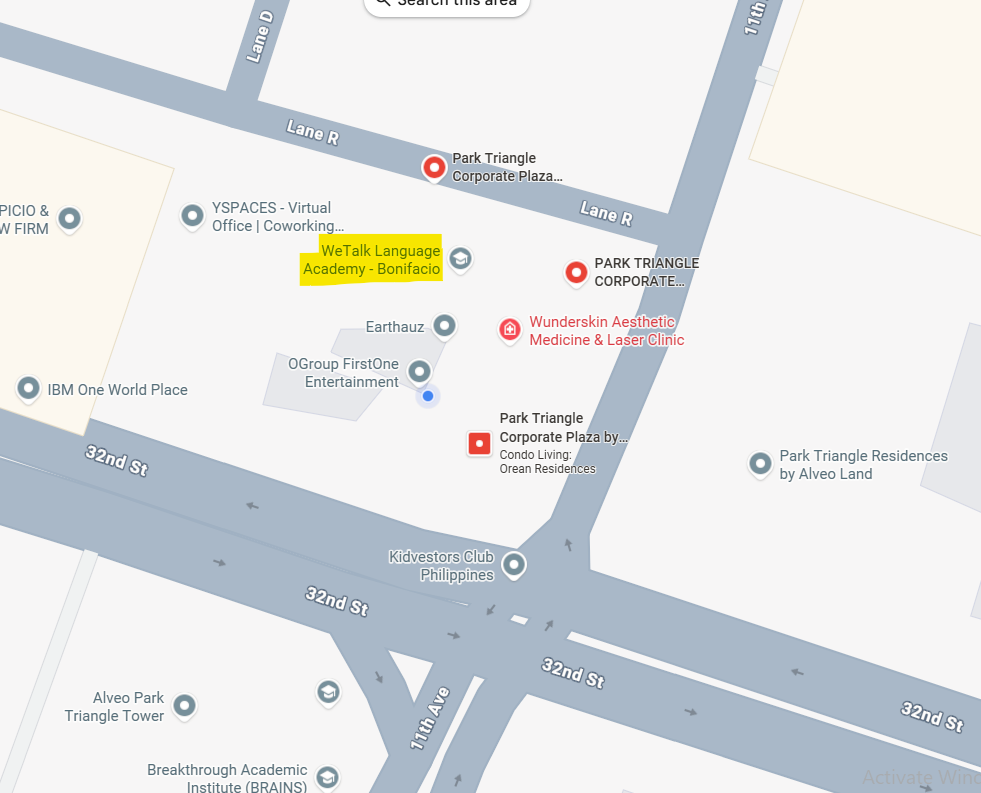 Search this area
Lane D
11th
Lane R
Park Triangle
Corporate Plaza...
PICIO &
W FIRM
YSPACES - Virtual
Office | Coworking...
Lane R
WeTalk Language
Academy - Bonifacio
PARK TRIANGLE
CORPORATE...
Earthauz
Wunderskin Aesthetic
Medicine & Laser Clinic
OGroup FirstOne
Entertainment
IBM One World Place
Park Triangle
Corporate Plaza by...
Condo Living:
Orean Residences
32nd St
Park Triangle Residences
by Alveo Land
Kidvestors Club
Philippines
32nd St
32nd St
Alveo Park
Triangle Tower
11th Ave
32nd St
Breakthrough Academic
Institute (BRAINS)
Activate Wind